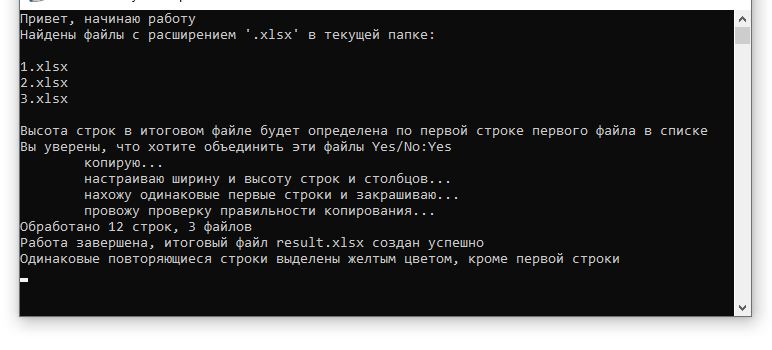 Привет, начинаю работу
Найдены файлы с расширением '.xlsx' в текущей папке:
1.xlsx
2.xlsx
3.xlsx
Высота строк в итоговом файле будет определена по первой строке первого файла в списке
Вы уверены, что хотите объединить эти файлы Yes/No:Yes
копирую...
настраиваю ширину и высоту строк и столбцов...
нахожу одинаковые первые строки и закрашиваю...
провожу проверку правильности копирования...
Обработано 12 строк, 3 файлов
Работа завершена, итоговый файл result.xlsx создан успешно
Одинаковые повторяющиеся строки выделены желтым цветом, кроме первой строки